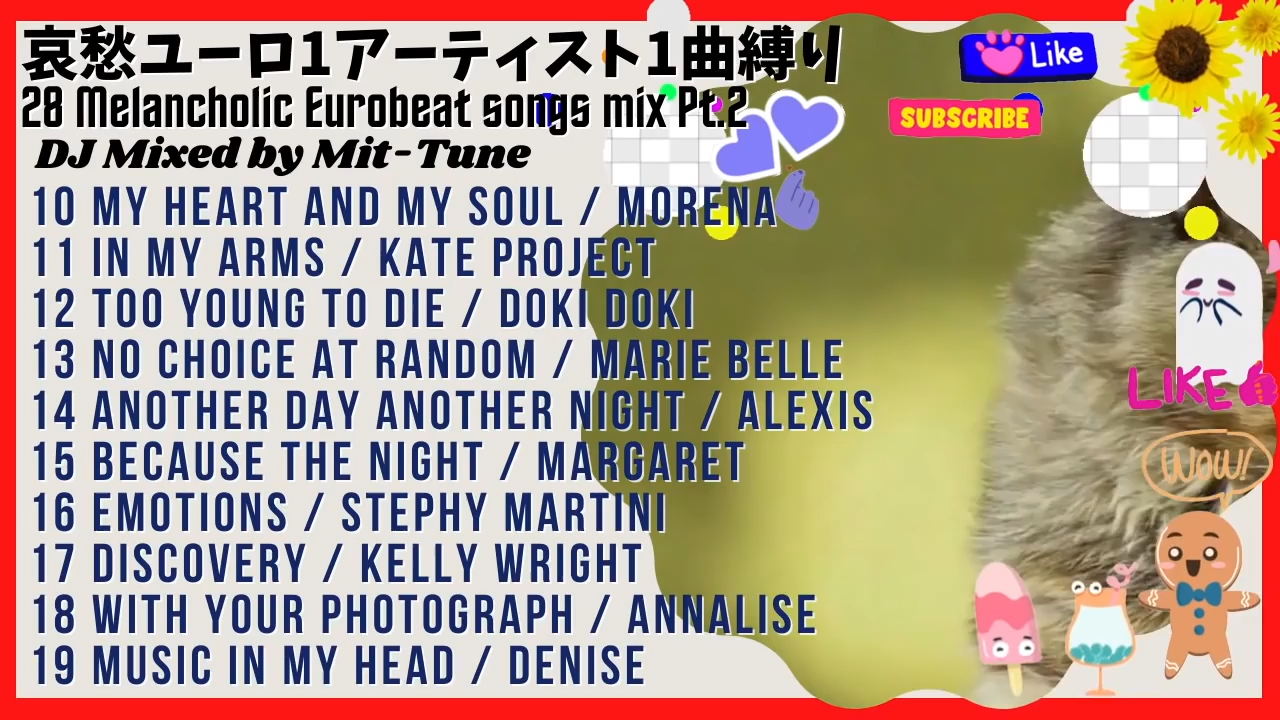 哀愁ユーロ1アーティスト1曲縛り
28 Melancholic Eurobeat songs mix Pt.2
DJ Mixed by Mit-Tune
10 MY HEART AND MY SOUL / MORENA
11 IN MY ARMS / KATE PROJECT
12 TOO YOUNG TO DIE / DOKI DOKI
13 NO CHOICE AT RANDOM / MARIE BELLE
14 ANOTHER DAY ANOTHER NIGHT / ALEXIS
15 BECAUSE THE NIGHT / MARGARET
16 EMOTIONS / STEPHY MARTINI
17 DISCOVERY / KELLY WRIGHT
18 WITH YOUR PHOTOGRAPH / ANNALISE
19 MUSIC IN MY HEAD / DENISE
Like
SUBSCRIBE
LIKE
WOW!